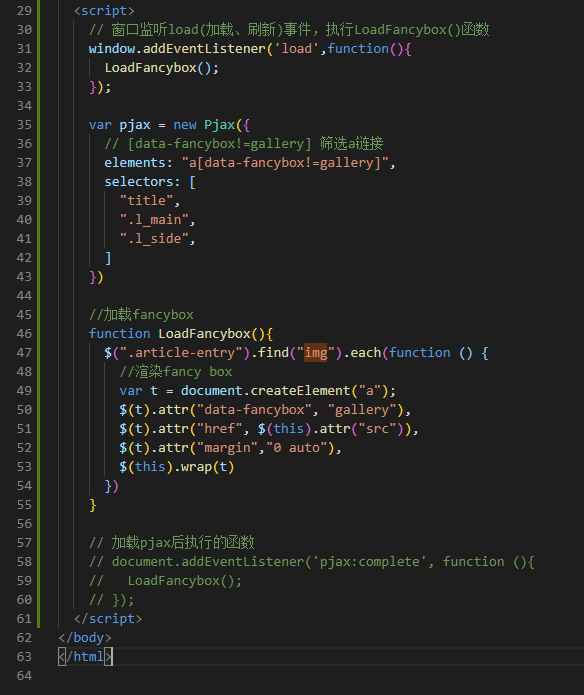 29 <script>
30 // 窗口监听load(加载、刷新)事件，执行LoadFancybox()函数
31 window.addEventListener('load',function(){
32 LoadFancybox();
33 });
34
35 var pjax = new Pjax({
36 // [data-fancybox!=gallery] 筛选a链接
37 elements: "a[data-fancybox!=gallery]",
38 selectors: [
39 "title",
40 ".l_main",
41 ".l_side",
42 ]
43 })
44
45 //加载fancybox
46 function LoadFancybox(){
47 $(".article-entry").find("img").each(function () {
48 //渲染fancy box
49 var t = document.createElement("a");
50 $(t).attr("data-fancybox", "gallery"),
51 $(t).attr("href", $(this).attr("src")),
52 $(t).attr("margin","0 auto"),
53 $(this).wrap(t)
54 })
55 }
56
57 // 加载pjax后执行的函数
58 // document.addEventListener('pjax:complete', function (){
59 //   LoadFancybox();
60 // });
61 </script>
62 </body>
63 </html>
64